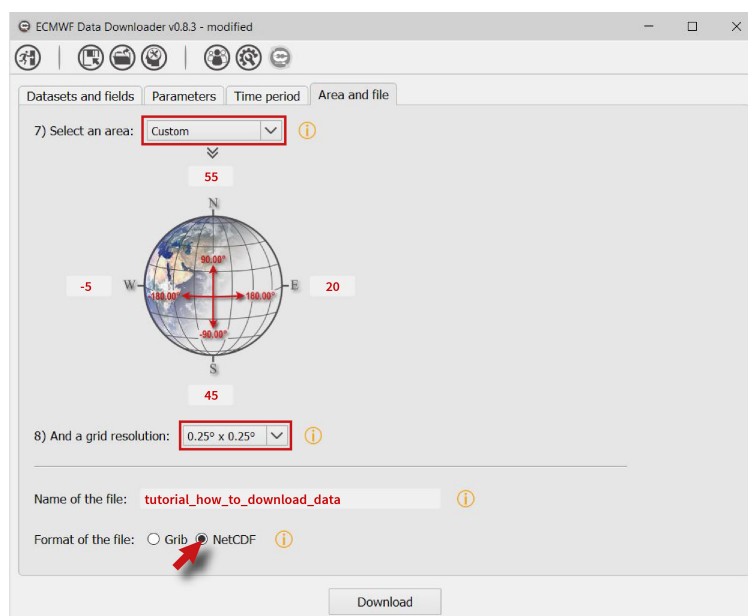 ECMWF Data Downloader v0.8.3 - modified
Datasets and fields Parameters Time period Area and file
7) Select an area: Custom
55
N
90.00°
-5 W -180.00° 180.00° E 20
-90.00°
S
45
8) And a grid resolution: 0.25º x 0.25º
Name of the file: tutorial_how_to_download_data
Format of the file: Grib NetCDF
Download